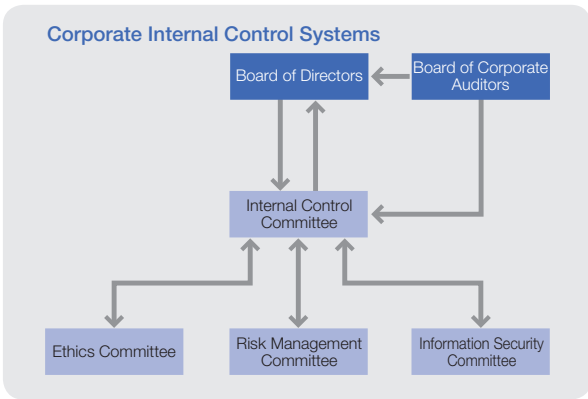 Corporate Internal Control Systems
Board of Directors
Board of Corporate
Auditors
Internal Control
Committee
Ethics Committee
Risk Management
Committee
Information Security
Committee